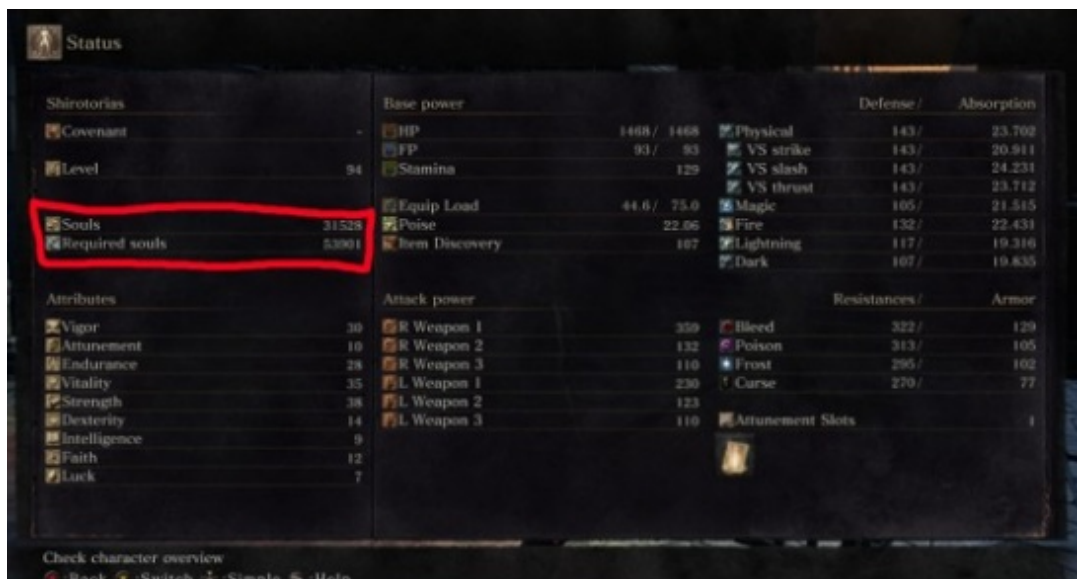 Status
Shirotorias
Covenant -
Level 94
Souls 31528
Required souls 53901
Attributes
Vigor 30
Attunement 10
Endurance 28
Vitality 35
Strength 38
Dexterity 14
Intelligence 9
Faith 12
Luck 7
Base power
HP 1468/ 1468
FP 93/ 93
Stamina 129
Equip Load 44.6/ 75.0
Poise 22.06
Item Discovery 107
Attack power
R Weapon 1 359
R Weapon 2 132
R Weapon 3 110
L Weapon 1 230
L Weapon 2 123
L Weapon 3 110
Defense/ Absorption
Physical 143/ 23.702
VS strike 143/ 20.911
VS slash 143/ 24.231
VS thrust 143/ 23.712
Magic 105/ 21.515
Fire 132/ 22.431
Lightning 117/ 19.316
Dark 107/ 19.835
Resistances/ Armor
Bleed 322/ 129
Poison 313/ 105
Frost 295/ 102
Curse 270/ 77
Attunement Slots 1
Check character overview
:Back :Switch :Simple :Help